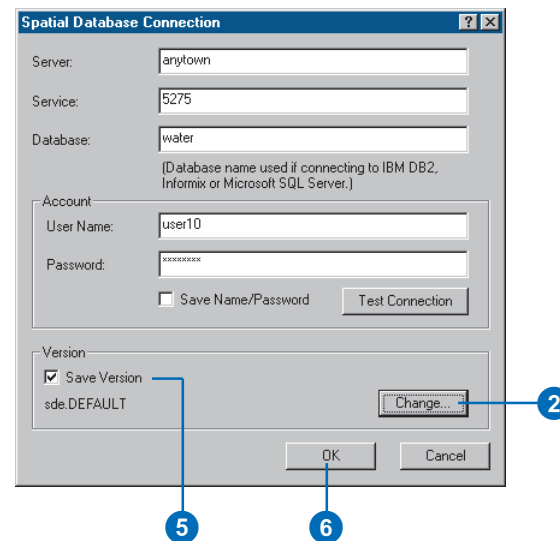 Spatial Database Connection
Server: anytown
Service: 5275
Database: water
(Database name used if connecting to IBM DB2,
Informix or Microsoft SQL Server.)
Account
User Name: user10
Password: ********
Save Name/Password Test Connection
Version
Save Version
sde.DEFAULT Change... 2
OK Cancel
5 6